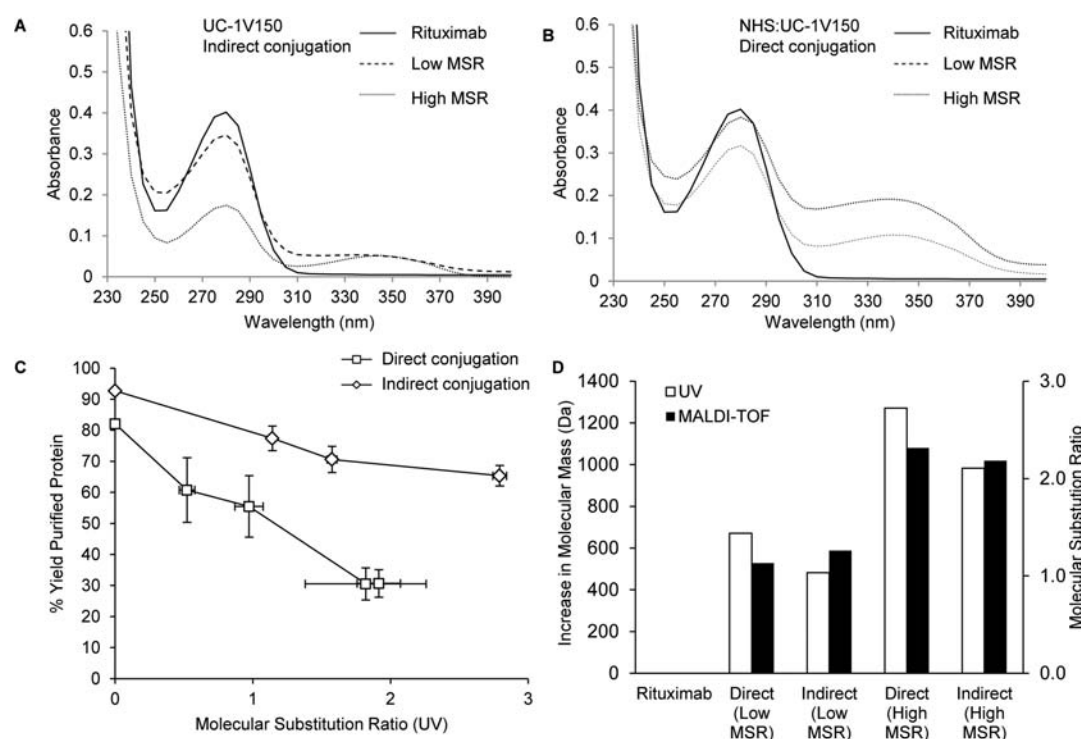 A
UC-1V150
Indirect conjugation
Rituximab
Low MSR
High MSR
0.6
0.5
0.4
0.3
0.2
0.1
0
Absorbance
230 250 270 290 310 330 350 370 390
Wavelength (nm)
B
NHS:UC-1V150
Direct conjugation
Rituximab
Low MSR
High MSR
0.6
0.5
0.4
0.3
0.2
0.1
0
Absorbance
230 250 270 290 310 330 350 370 390
Wavelength (nm)
C
Direct conjugation
Indirect conjugation
100
90
80
70
60
50
40
30
20
10
0
% Yield Purified Protein
0 1 2 3
Molecular Substitution Ratio (UV)
D
UV
MALDI-TOF
1400
1200
1000
800
600
400
200
0
Increase in Molecular Mass (Da)
3.0
2.0
1.0
0.0
Molecular Substution Ratio
Rituximab Direct Indirect Direct Indirect
(Low (Low (High (High
MSR) MSR) MSR) MSR)